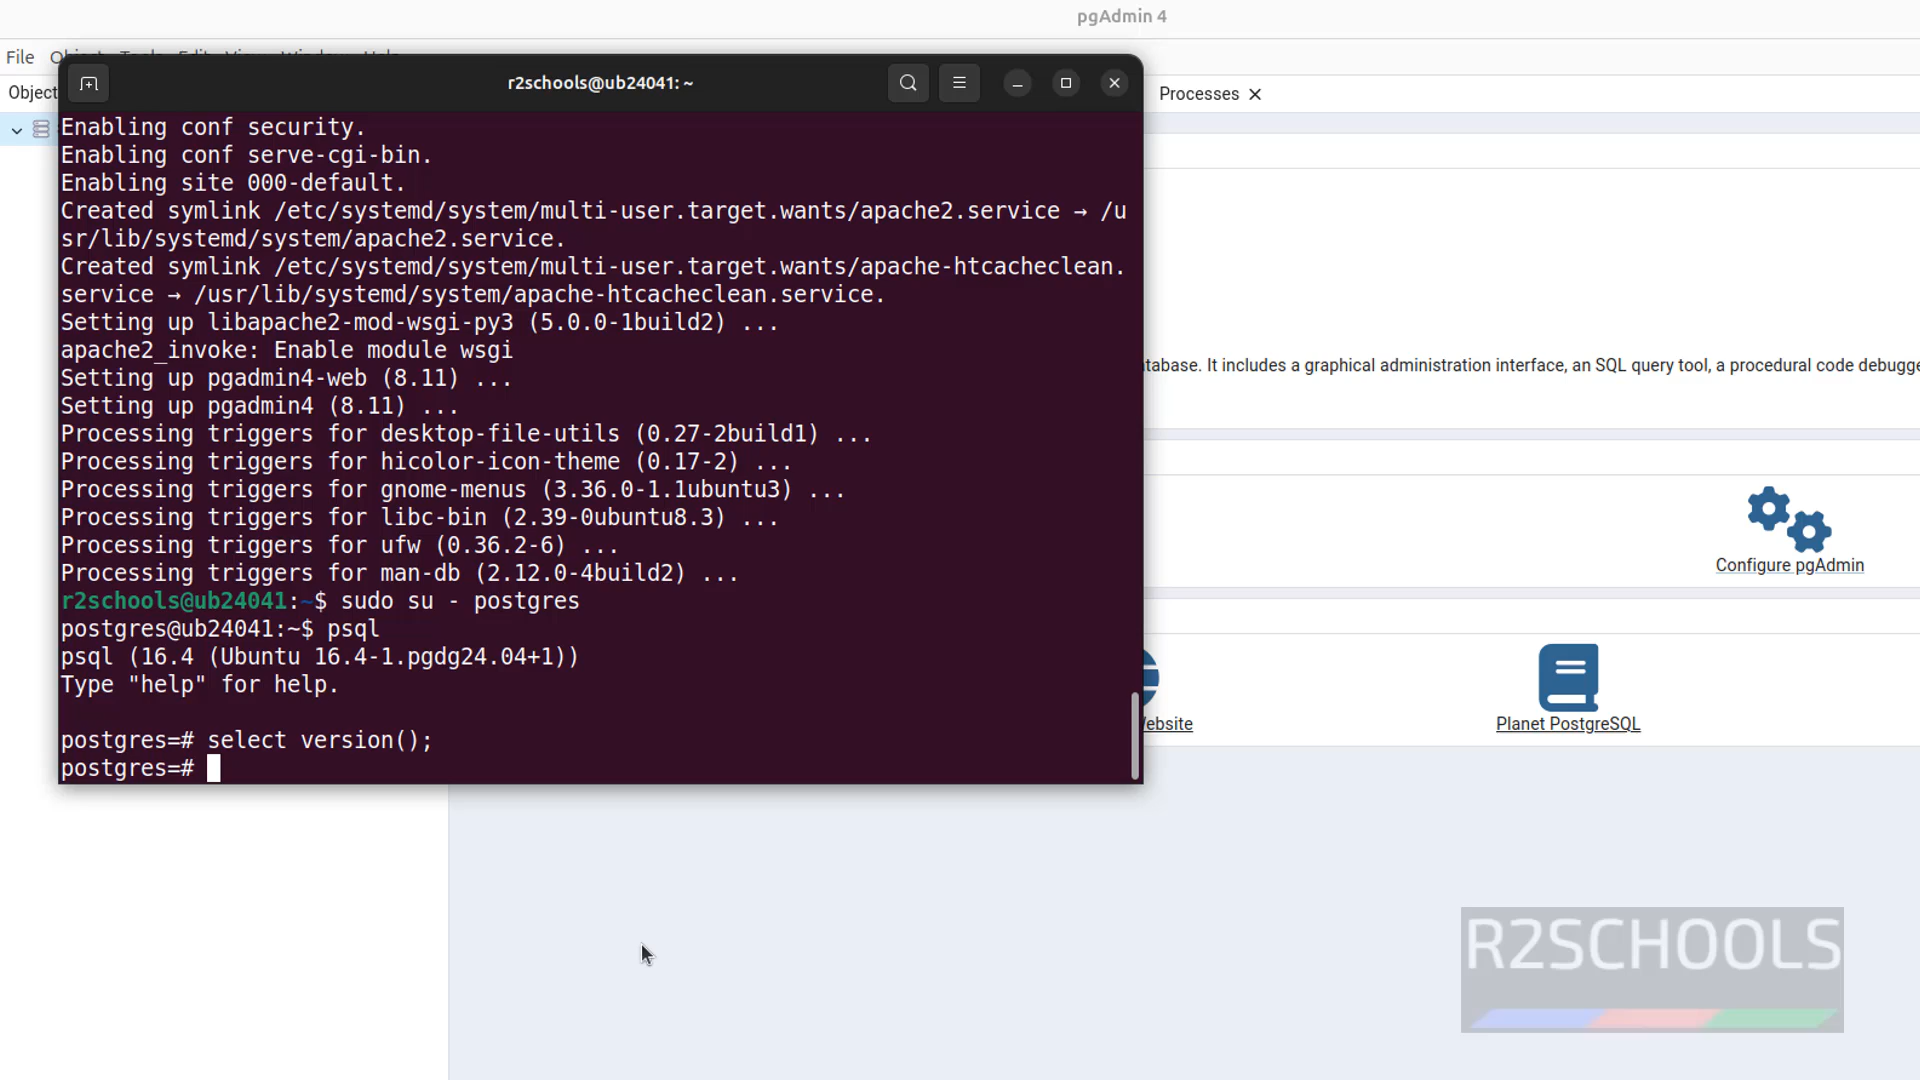 pgAdmin 4
File
Object
Processes
r2schools@ub24041: ~
Enabling conf security.
Enabling conf serve-cgi-bin.
Enabling site 000-default.
Created symlink /etc/systemd/system/multi-user.target.wants/apache2.service → /u
sr/lib/systemd/system/apache2.service.
Created symlink /etc/systemd/system/multi-user.target.wants/apache-htcacheclean.
service → /usr/lib/systemd/system/apache-htcacheclean.service.
Setting up libapache2-mod-wsgi-py3 (5.0.0-1build2) ...
apache2_invoke: Enable module wsgi
Setting up pgadmin4-web (8.11) ...
Setting up pgadmin4 (8.11) ...
Processing triggers for desktop-file-utils (0.27-2build1) ...
Processing triggers for hicolor-icon-theme (0.17-2) ...
Processing triggers for gnome-menus (3.36.0-1.1ubuntu3) ...
Processing triggers for libc-bin (2.39-0ubuntu8.3) ...
Processing triggers for ufw (0.36.2-6) ...
Processing triggers for man-db (2.12.0-4build2) ...
r2schools@ub24041:~$ sudo su - postgres
postgres@ub24041:~$ psql
psql (16.4 (Ubuntu 16.4-1.pgdg24.04+1))
Type "help" for help.
postgres=# select version();
postgres=#
tabase. It includes a graphical administration interface, an SQL query tool, a procedural code debugge
Configure pgAdmin
ebsite
Planet PostgreSQL
R2SCHOOLS